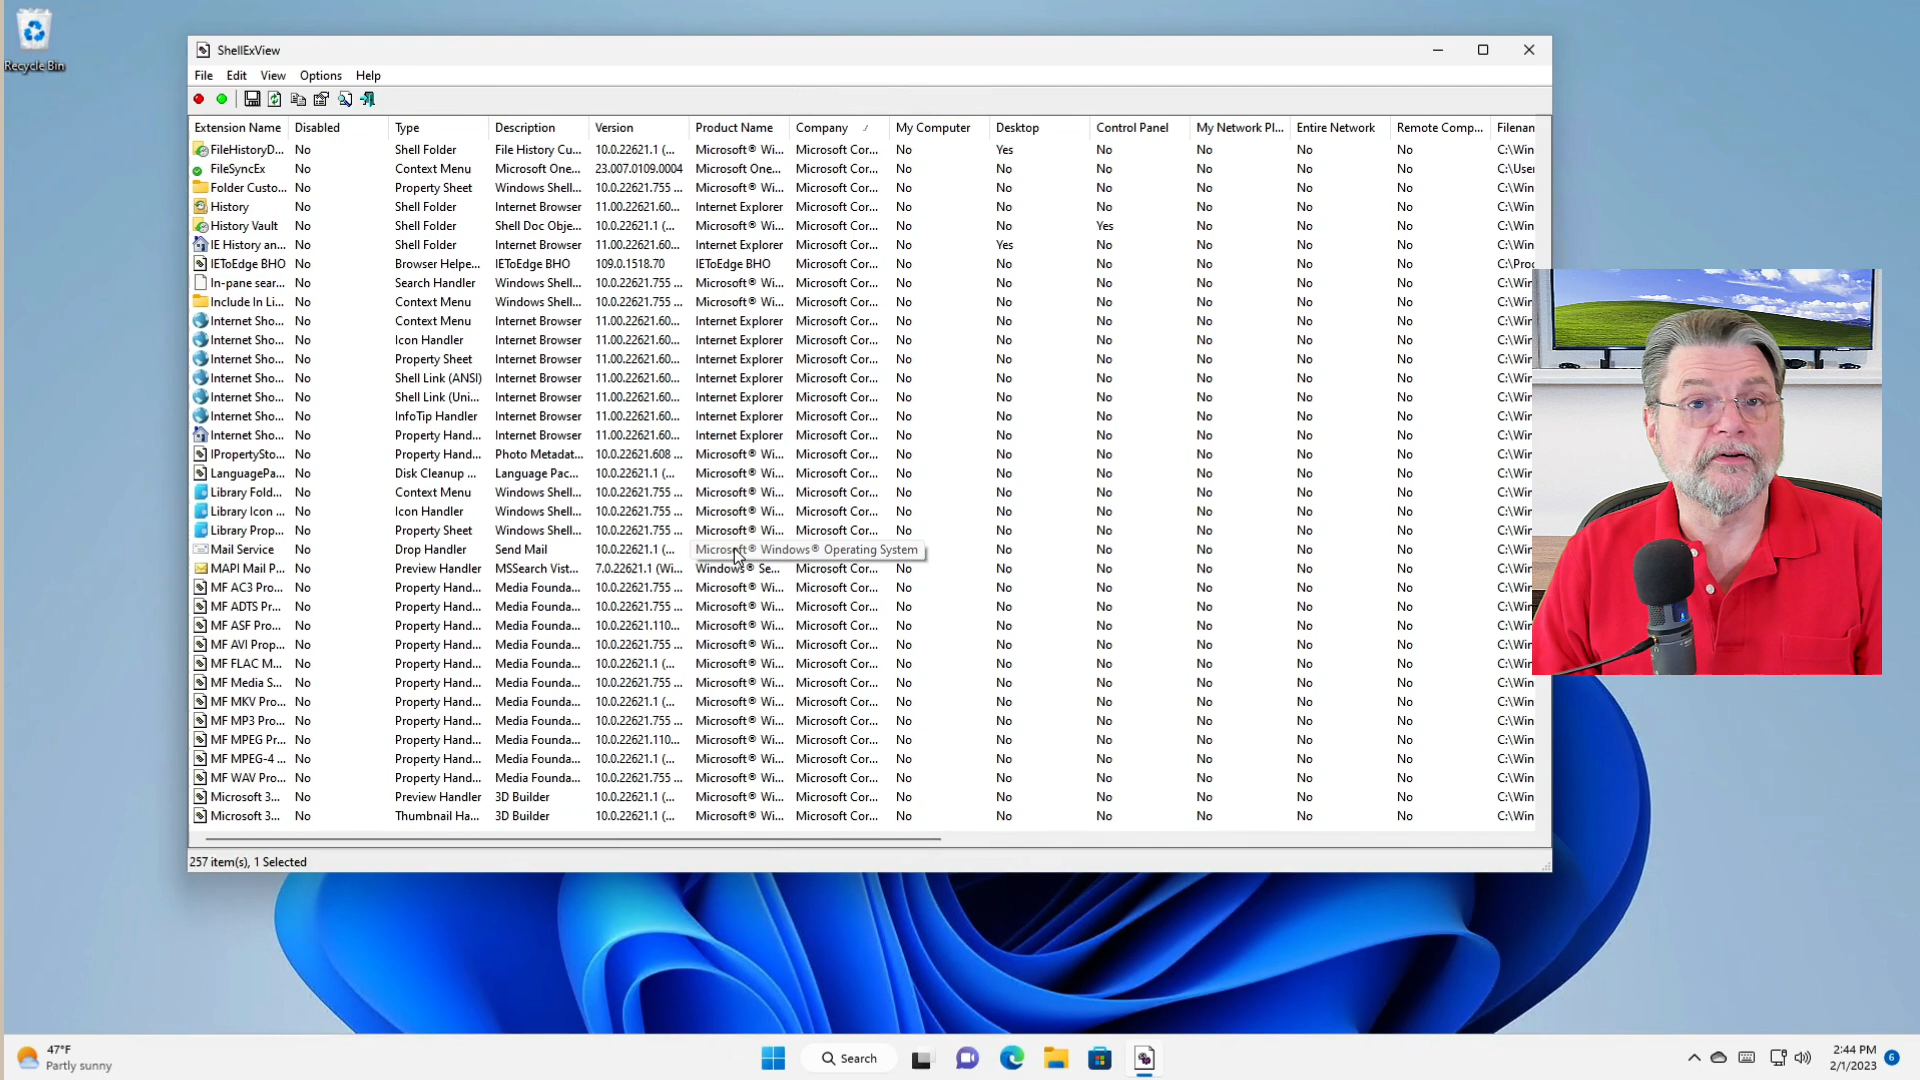 Recycle Bin
ShellExView
File Edit View Options Help
Extension Name Disabled Type Description Version Product Name Company My Computer Desktop Control Panel My Network Pl... Entire Network Remote Comp... Filenam
FileHistoryD... No Shell Folder File History Cu... 10.0.22621.1 (... Microsoft® Wi... Microsoft Cor... No Yes No No No No C:\Win
FileSyncEx No Context Menu Microsoft One... 23.007.0109.0004 Microsoft One... Microsoft Cor... No No No No No No C:\User
Folder Custo... No Property Sheet Windows Shell... 10.0.22621.755 ... Microsoft® Wi... Microsoft Cor... No No No No No No C:\Win
History No Shell Folder Internet Browser 11.00.22621.60... Internet Explorer Microsoft Cor... No No No No No No C:\Win
History Vault No Shell Folder Shell Doc Obje... 10.0.22621.1 (... Microsoft® Wi... Microsoft Cor... No No Yes No No No C:\Win
IE History an... No Shell Folder Internet Browser 11.00.22621.60... Internet Explorer Microsoft Cor... No Yes No No No No C:\Win
IEToEdge BHO No Browser Helpe... IEToEdge BHO 109.0.1518.70 IEToEdge BHO Microsoft Cor... No No No No No No C:\Proc
In-pane sear... No Search Handler Windows Shell... 10.0.22621.755 ... Microsoft® Wi... Microsoft Cor... No No No No No No C:\Win
Include In Li... No Context Menu Windows Shell... 10.0.22621.755 ... Microsoft® Wi... Microsoft Cor... No No No No No No C:\Win
Internet Sho... No Context Menu Internet Browser 11.00.22621.60... Internet Explorer Microsoft Cor... No No No No No No C:\Win
Internet Sho... No Icon Handler Internet Browser 11.00.22621.60... Internet Explorer Microsoft Cor... No No No No No No C:\Win
Internet Sho... No Property Sheet Internet Browser 11.00.22621.60... Internet Explorer Microsoft Cor... No No No No No No C:\Win
Internet Sho... No Shell Link (ANSI) Internet Browser 11.00.22621.60... Internet Explorer Microsoft Cor... No No No No No No C:\Win
Internet Sho... No Shell Link (Uni... Internet Browser 11.00.22621.60... Internet Explorer Microsoft Cor... No No No No No No C:\Win
Internet Sho... No InfoTip Handler Internet Browser 11.00.22621.60... Internet Explorer Microsoft Cor... No No No No No No C:\Win
Internet Sho... No Property Hand... Internet Browser 11.00.22621.60... Internet Explorer Microsoft Cor... No No No No No No C:\Win
IPropertySto... No Property Hand... Photo Metadat... 10.0.22621.608 ... Microsoft® Wi... Microsoft Cor... No No No No No No C:\Win
LanguagePa... No Disk Cleanup ... Language Pac... 10.0.22621.1 (... Microsoft® Wi... Microsoft Cor... No No No No No No C:\Win
Library Fold... No Context Menu Windows Shell... 10.0.22621.755 ... Microsoft® Wi... Microsoft Cor... No No No No No No C:\Win
Library Icon ... No Icon Handler Windows Shell... 10.0.22621.755 ... Microsoft® Wi... Microsoft Cor... No No No No No No C:\Win
Library Prop... No Property Sheet Windows Shell... 10.0.22621.755 ... Microsoft® Wi... Microsoft Cor... No No No No No No C:\Win
Mail Service No Drop Handler Send Mail 10.0.22621.1 (... Microsoft® Windows® Operating System No No No No No C:\Win
MAPI Mail P... No Preview Handler MSSearch Vist... 7.0.22621.1 (Wi... Windows® Se... Microsoft Cor... No No No No No No C:\Win
MF AC3 Pro... No Property Hand... Media Founda... 10.0.22621.755 ... Microsoft® Wi... Microsoft Cor... No No No No No No C:\Win
MF ADTS Pr... No Property Hand... Media Founda... 10.0.22621.755 ... Microsoft® Wi... Microsoft Cor... No No No No No No C:\Win
MF ASF Pro... No Property Hand... Media Founda... 10.0.22621.110... Microsoft® Wi... Microsoft Cor... No No No No No No C:\Win
MF AVI Prop... No Property Hand... Media Founda... 10.0.22621.755 ... Microsoft® Wi... Microsoft Cor... No No No No No No C:\Win
MF FLAC M... No Property Hand... Media Founda... 10.0.22621.1 (... Microsoft® Wi... Microsoft Cor... No No No No No No C:\Win
MF Media S... No Property Hand... Media Founda... 10.0.22621.755 ... Microsoft® Wi... Microsoft Cor... No No No No No No C:\Win
MF MKV Pro... No Property Hand... Media Founda... 10.0.22621.1 (... Microsoft® Wi... Microsoft Cor... No No No No No No C:\Win
MF MP3 Pro... No Property Hand... Media Founda... 10.0.22621.755 ... Microsoft® Wi... Microsoft Cor... No No No No No No C:\Win
MF MPEG Pr... No Property Hand... Media Founda... 10.0.22621.110... Microsoft® Wi... Microsoft Cor... No No No No No No C:\Win
MF MPEG-4 ... No Property Hand... Media Founda... 10.0.22621.1 (... Microsoft® Wi... Microsoft Cor... No No No No No No C:\Win
MF WAV Pro... No Property Hand... Media Founda... 10.0.22621.755 ... Microsoft® Wi... Microsoft Cor... No No No No No No C:\Win
Microsoft 3... No Preview Handler 3D Builder 10.0.22621.1 (... Microsoft® Wi... Microsoft Cor... No No No No No No C:\Win
Microsoft 3... No Thumbnail Ha... 3D Builder 10.0.22621.1 (... Microsoft® Wi... Microsoft Cor... No No No No No No C:\Win
257 item(s), 1 Selected
47°F
Partly sunny
Search
2:44 PM
2/1/2023
6